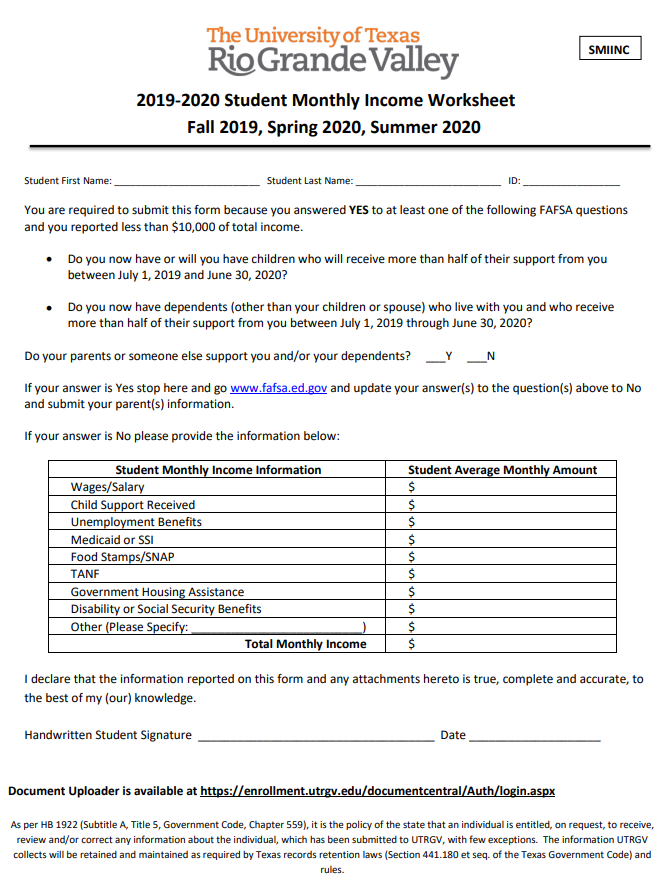 The University of Texas
Rio Grande Valley
SMIINC
2019-2020 Student Monthly Income Worksheet
Fall 2019, Spring 2020, Summer 2020
Student First Name: __________________________ Student Last Name: __________________________ ID: _________________
You are required to submit this form because you answered YES to at least one of the following FAFSA questions
and you reported less than $10,000 of total income.
• Do you now have or will you have children who will receive more than half of their support from you
between July 1, 2019 and June 30, 2020?
• Do you now have dependents (other than your children or spouse) who live with you and who receive
more than half of their support from you between July 1, 2019 through June 30, 2020?
Do your parents or someone else support you and/or your dependents? ___Y ___N
If your answer is Yes stop here and go www.fafsa.ed.gov and update your answer(s) to the question(s) above to No
and submit your parent(s) information.
If your answer is No please provide the information below:
Student Monthly Income Information Student Average Monthly Amount
Wages/Salary $
Child Support Received $
Unemployment Benefits $
Medicaid or SSI $
Food Stamps/SNAP $
TANF $
Government Housing Assistance $
Disability or Social Security Benefits $
Other (Please Specify: __________________________) $
Total Monthly Income $
I declare that the information reported on this form and any attachments hereto is true, complete and accurate, to
the best of my (our) knowledge.
Handwritten Student Signature ____________________________________ Date ____________________
Document Uploader is available at https://enrollment.utrgv.edu/documentcentral/Auth/login.aspx
As per HB 1922 (Subtitle A, Title 5, Government Code, Chapter 559), it is the policy of the state that an individual is entitled, on request, to receive,
review and/or correct any information about the individual, which has been submitted to UTRGV, with few exceptions. The information UTRGV
collects will be retained and maintained as required by Texas records retention laws (Section 441.180 et seq. of the Texas Government Code) and
rules.